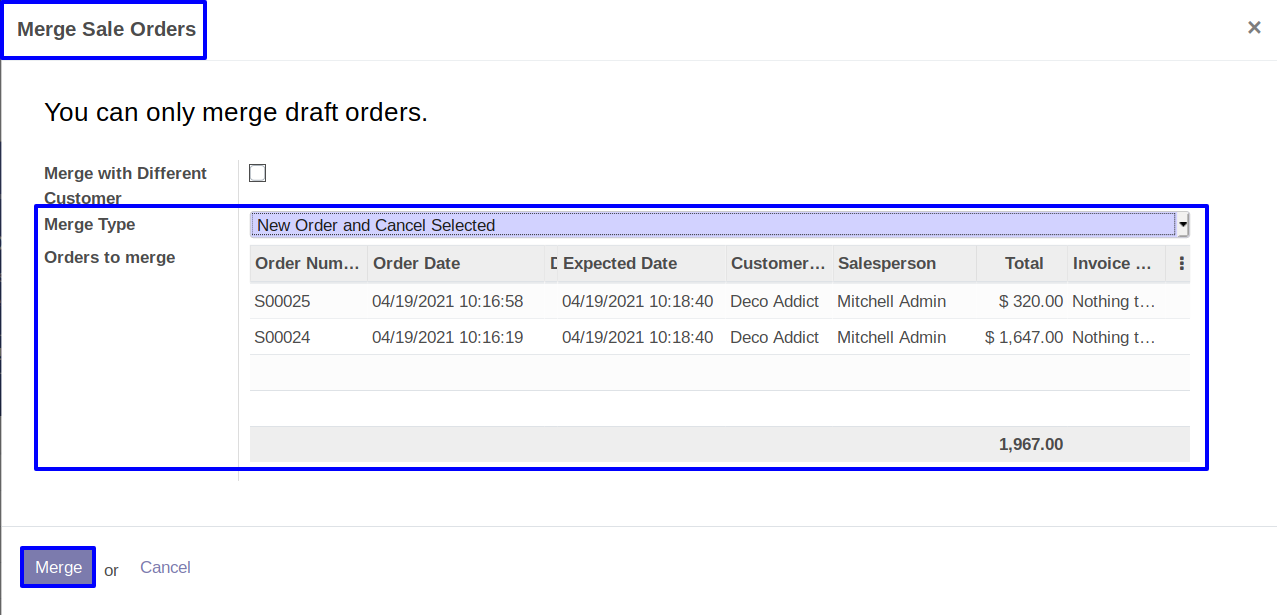 Merge Sale Orders ×
You can only merge draft orders.
Merge with Different
Customer
Merge Type New Order and Cancel Selected
Orders to merge
Order Num… Order Date Expected Date Customer… Salesperson Total Invoice …
S00025 04/19/2021 10:16:58 04/19/2021 10:18:40 Deco Addict Mitchell Admin $ 320.00 Nothing t…
S00024 04/19/2021 10:16:19 04/19/2021 10:18:40 Deco Addict Mitchell Admin $ 1,647.00 Nothing t…
1,967.00
Merge or Cancel